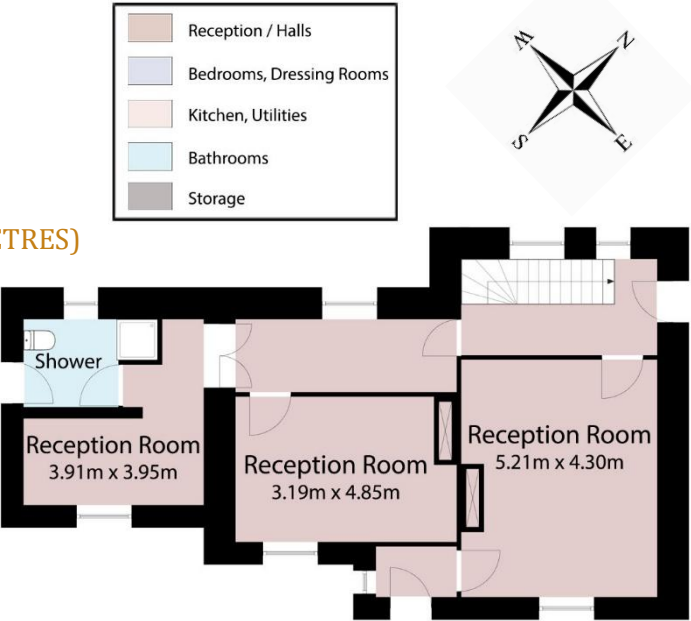 Reception / Halls
Bedrooms, Dressing Rooms
Kitchen, Utilities
Bathrooms
Storage
W
N
S
E
ETRES)
Shower
Reception Room
3.91m x 3.95m
Reception Room
3.19m x 4.85m
Reception Room
5.21m x 4.30m